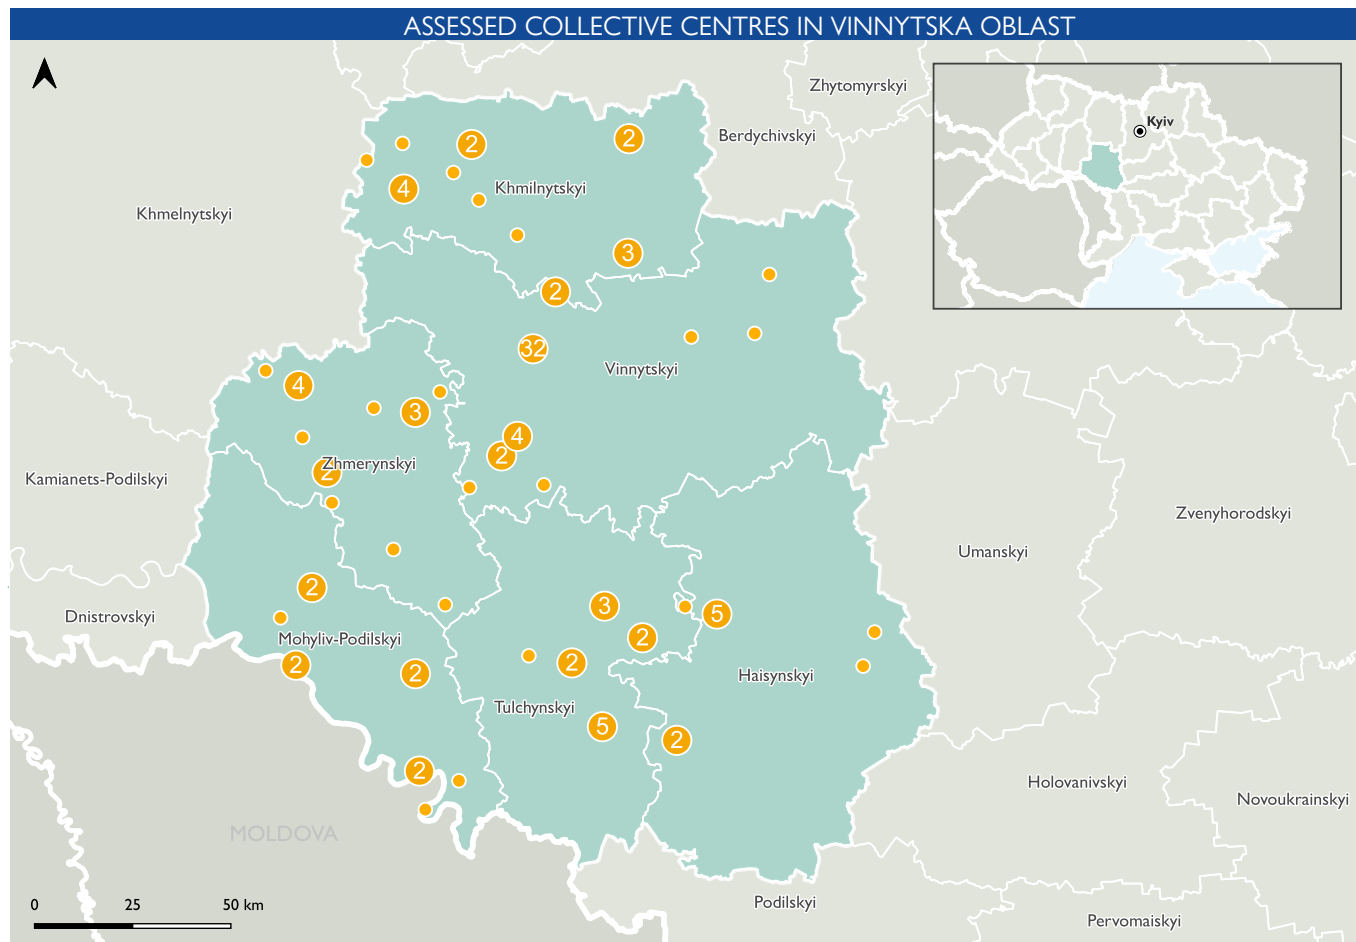 ASSESSED COLLECTIVE CENTRES IN VINNYTSKA OBLAST
Zhytomyrskyi
Kyiv
Berdychivskyi
2
2
4
Khmilnytskyi
Khmelnytskyi
3
2
32
Vinnytskyi
4
3
4
2
2
Zhmerynskyi
Kamianets-Podilskyi
Zvenyhorodskyi
Umanskyi
2
3
5
Dnistrovskyi
2
Mohyliv-Podilskyi
2
2
2
Haisynskyi
Tulchynskyi
5
2
2
Holovanivskyi
Novoukrainskyi
MOLDOVA
0 25 50 km
Podilskyi
Pervomaiskyi